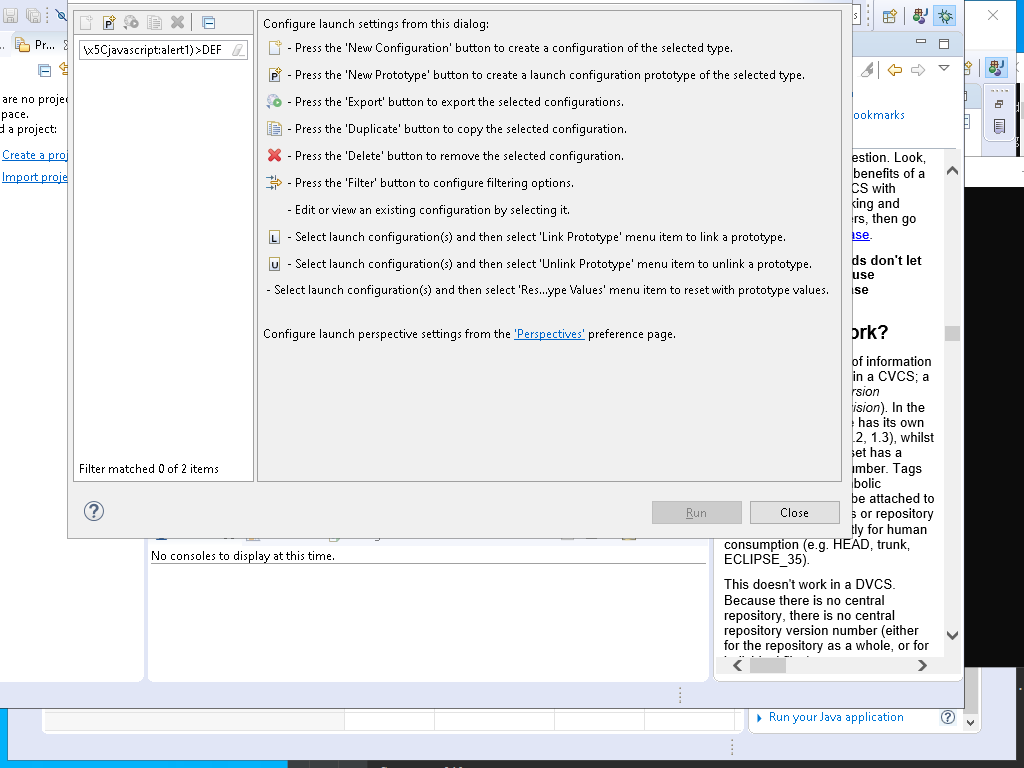 \x5Cjavascript:alert1)>DEF
Filter matched 0 of 2 items
Configure launch settings from this dialog:
- Press the 'New Configuration' button to create a configuration of the selected type.
- Press the 'New Prototype' button to create a launch configuration prototype of the selected type.
- Press the 'Export' button to export the selected configurations.
- Press the 'Duplicate' button to copy the selected configuration.
- Press the 'Delete' button to remove the selected configuration.
- Press the 'Filter' button to configure filtering options.
- Edit or view an existing configuration by selecting it.
- Select launch configuration(s) and then select 'Link Prototype' menu item to link a prototype.
- Select launch configuration(s) and then select 'Unlink Prototype' menu item to unlink a prototype.
- Select launch configuration(s) and then select 'Res...ype Values' menu item to reset with prototype values.
Configure launch perspective settings from the 'Perspectives' preference page.
Run
Close
Pr...
are no projec
pace.
d a project:
Create a proj
Import proje
No consoles to display at this time.
ookmarks
estion. Look,
benefits of a
CS with
king and
ers, then go
ase.
ds don't let
use
se
ork?
of information
in a CVCS; a
rsion
ision). In the
e has its own
.2, 1.3), whilst
set has a
umber. Tags
bolic
be attached to
s or repository
tly for human
consumption (e.g. HEAD, trunk,
ECLIPSE_35).
This doesn't work in a DVCS.
Because there is no central
repository, there is no central
repository version number (either
for the repository as a whole, or for
Run your Java application